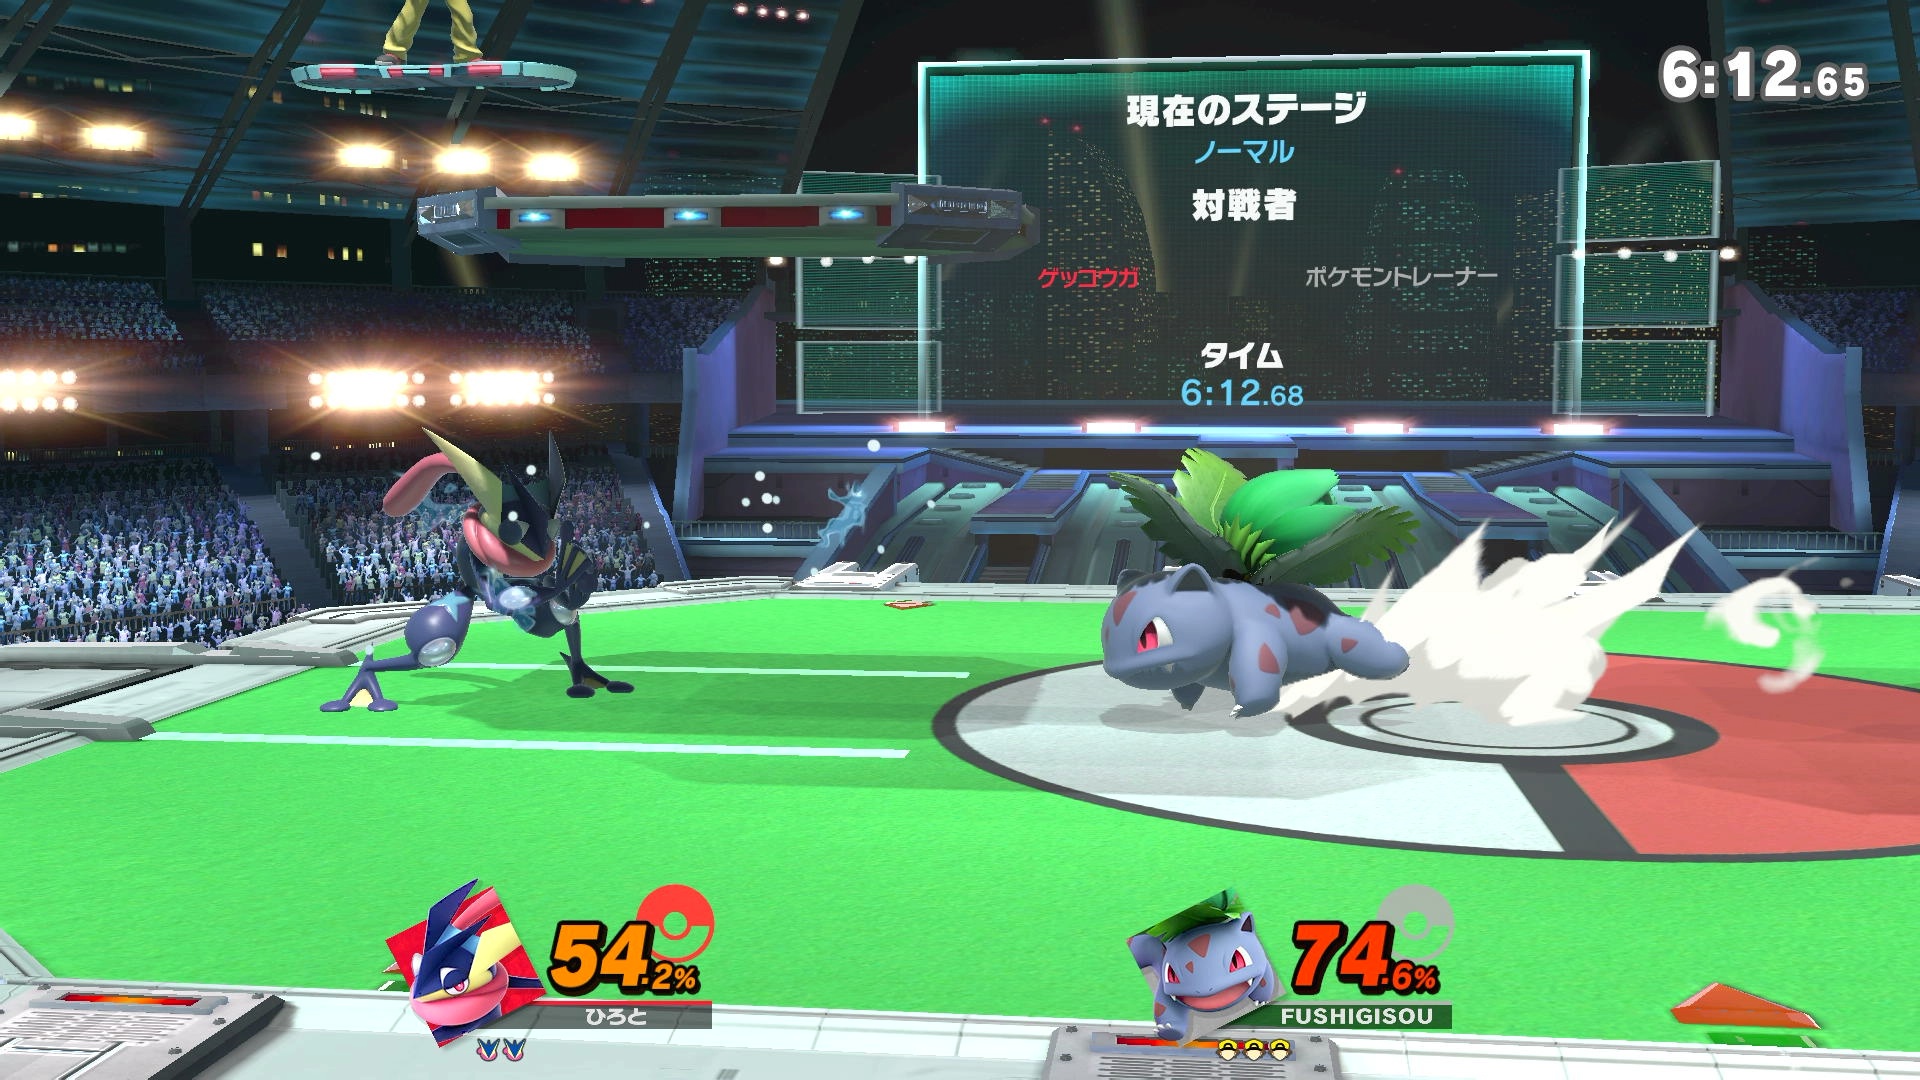 6:12.65
現在のステージ
ノーマル
対戦者
ゲッコウガ
ポケモントレーナー
タイム
6:12.68
54.2%
ひろと
74.6%
FUSHIGISOU